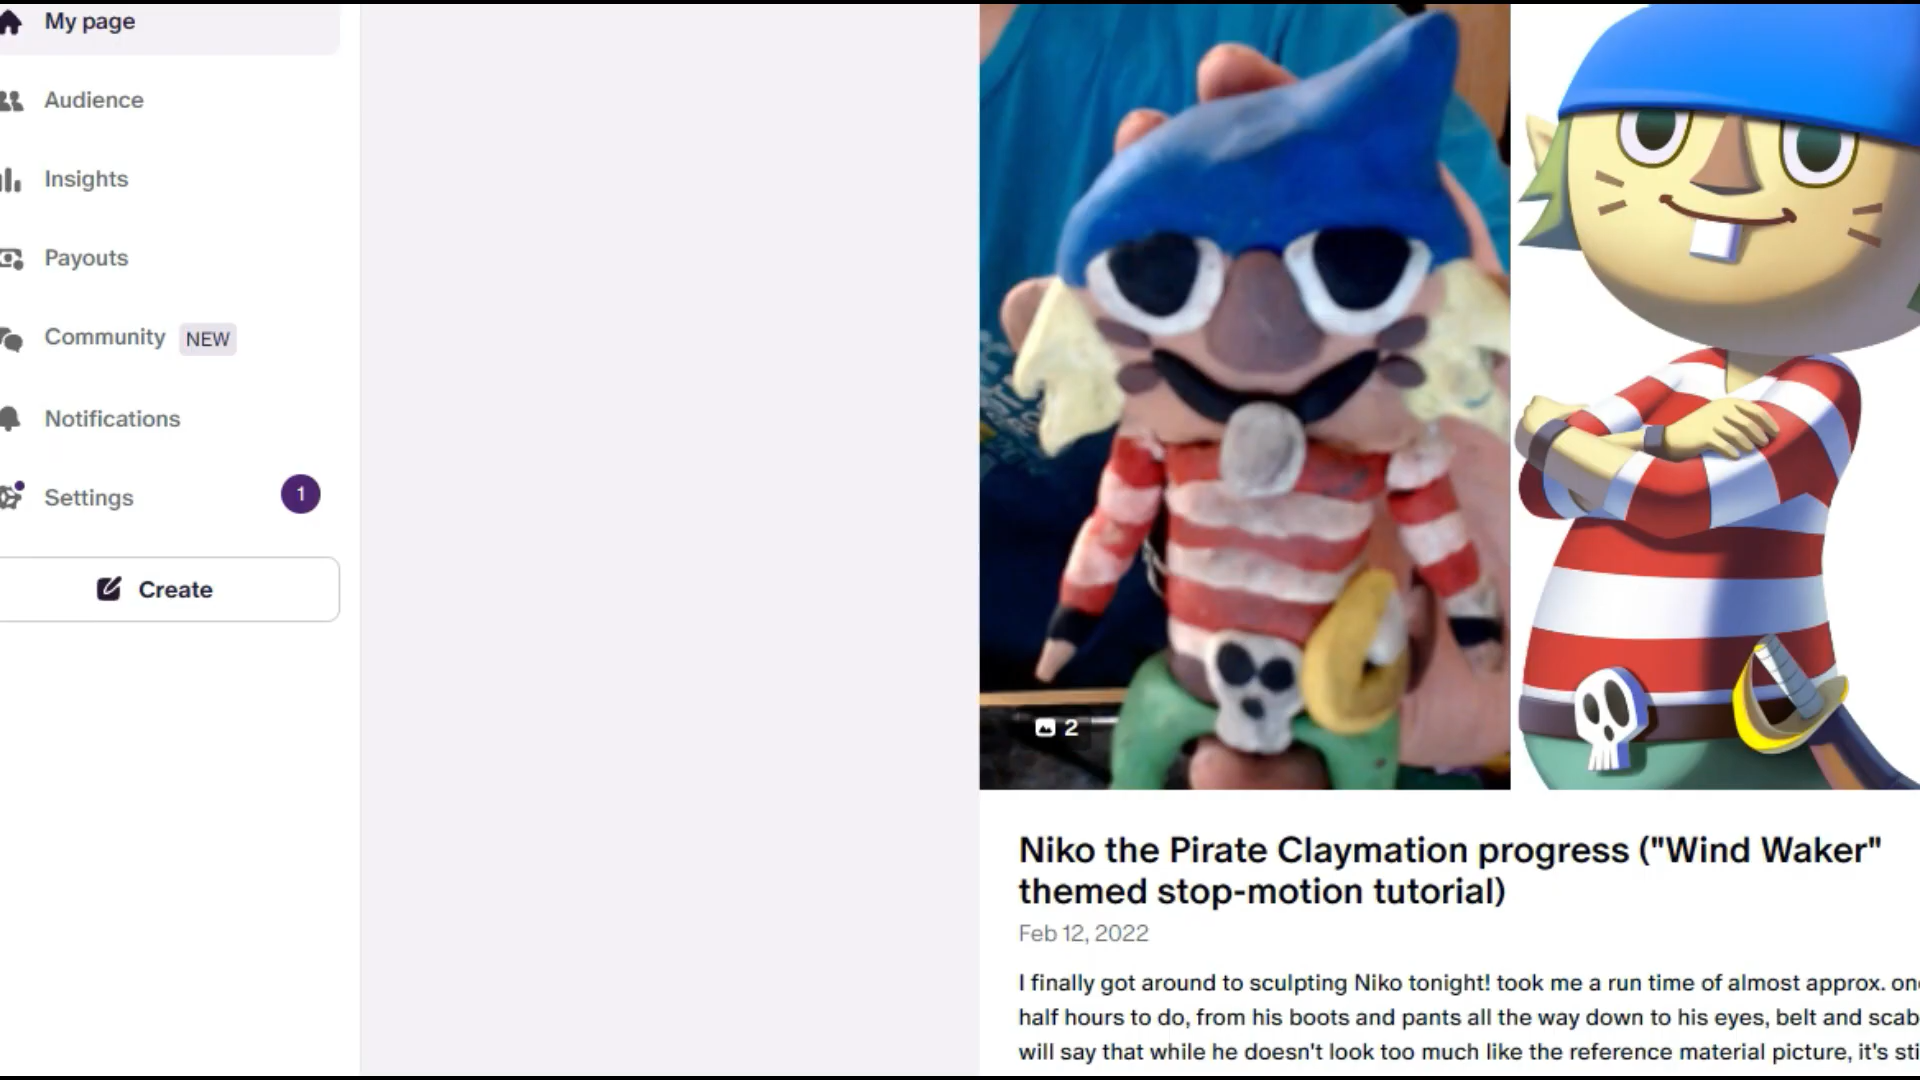 My page
Audience
Insights
Payouts
Community NEW
Notifications
Settings 1
Create
2
Niko the Pirate Claymation progress ("Wind Waker"
themed stop-motion tutorial)
Feb 12, 2022
I finally got around to sculpting Niko tonight! took me a run time of almost approx.
half hours to do, from his boots and pants all the way down to his eyes, belt and
will say that while he doesn't look too much like the reference material picture, it's